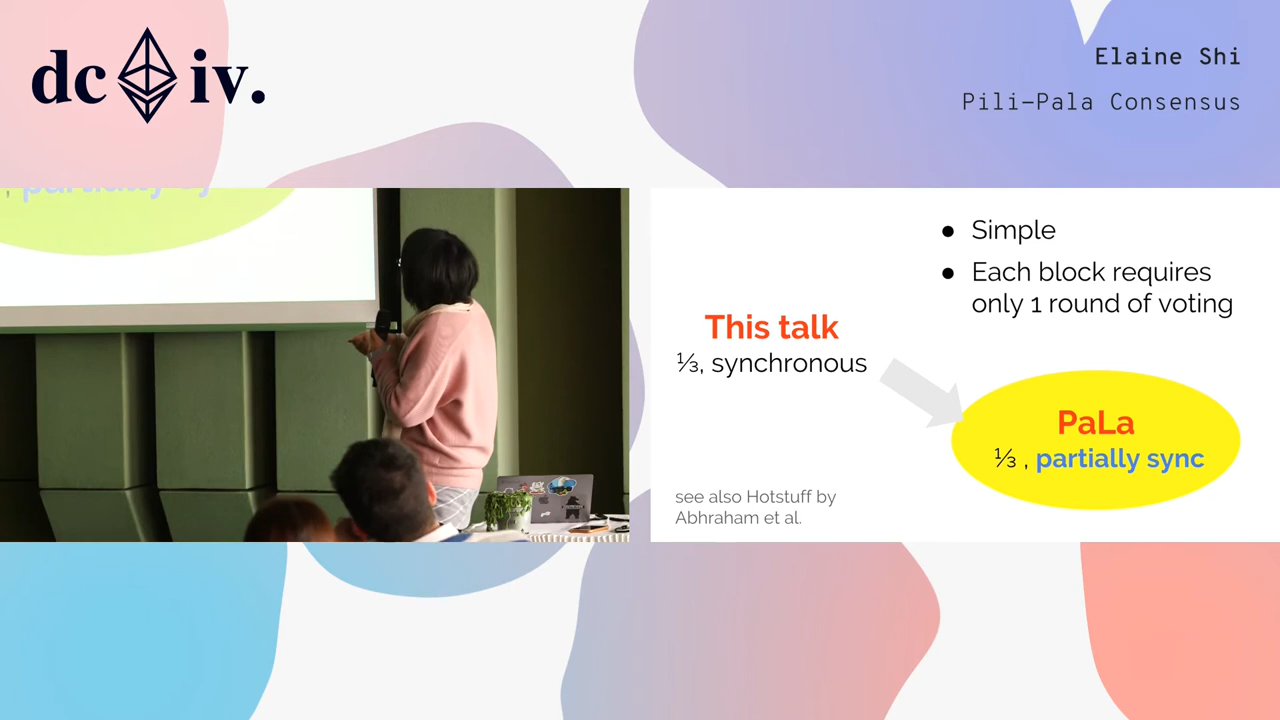 dc iv.
Elaine Shi
Pili-Pala Consensus
partially
● Simple
● Each block requires
only 1 round of voting
This talk
⅓, synchronous
PaLa
⅓ , partially sync
see also Hotstuff by
Abhraham et al.